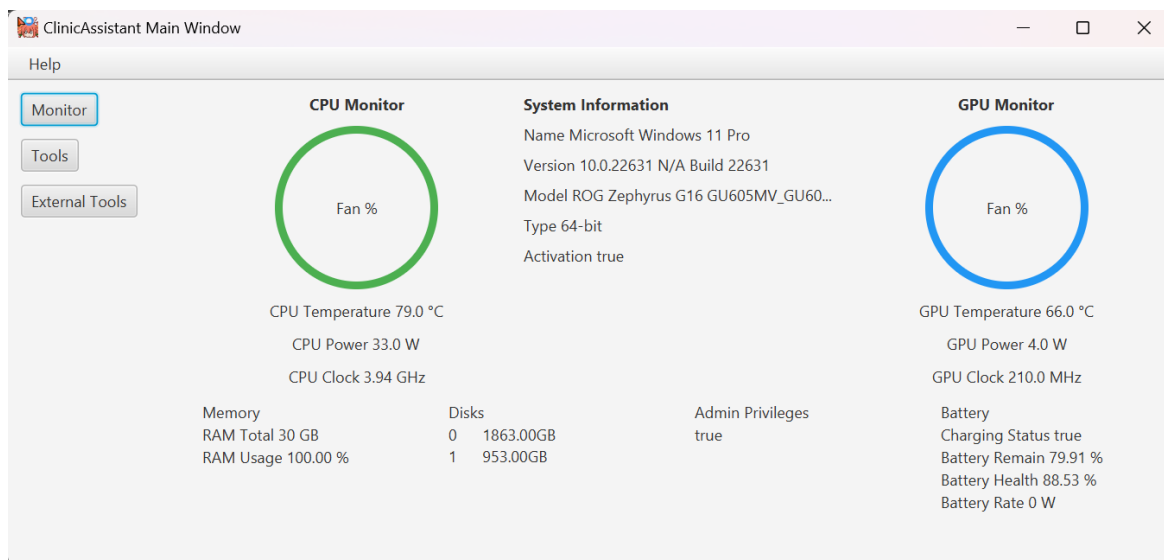 ClinicAssistant Main Window
Help
Monitor
Tools
External Tools
CPU Monitor
Fan %
CPU Temperature 79.0 °C
CPU Power 33.0 W
CPU Clock 3.94 GHz
System Information
Name Microsoft Windows 11 Pro
Version 10.0.22631 N/A Build 22631
Model ROG Zephyrus G16 GU605MV_GU60...
Type 64-bit
Activation true
GPU Monitor
Fan %
GPU Temperature 66.0 °C
GPU Power 4.0 W
GPU Clock 210.0 MHz
Memory
RAM Total 30 GB
RAM Usage 100.00 %
Disks
0 1863.00GB
1 953.00GB
Admin Privileges
true
Battery
Charging Status true
Battery Remain 79.91 %
Battery Health 88.53 %
Battery Rate 0 W